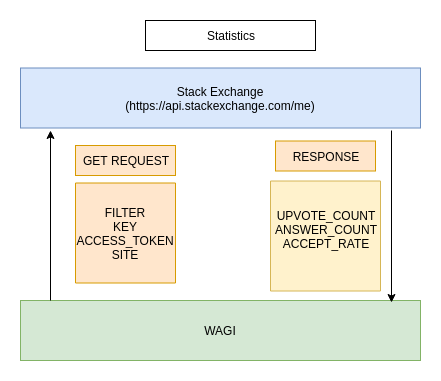 Statistics
Stack Exchange
(https://api.stackexchange.com/me)
GET REQUEST
FILTER
KEY
ACCESS_TOKEN
SITE
RESPONSE
UPVOTE_COUNT
ANSWER_COUNT
ACCEPT_RATE
WAGI